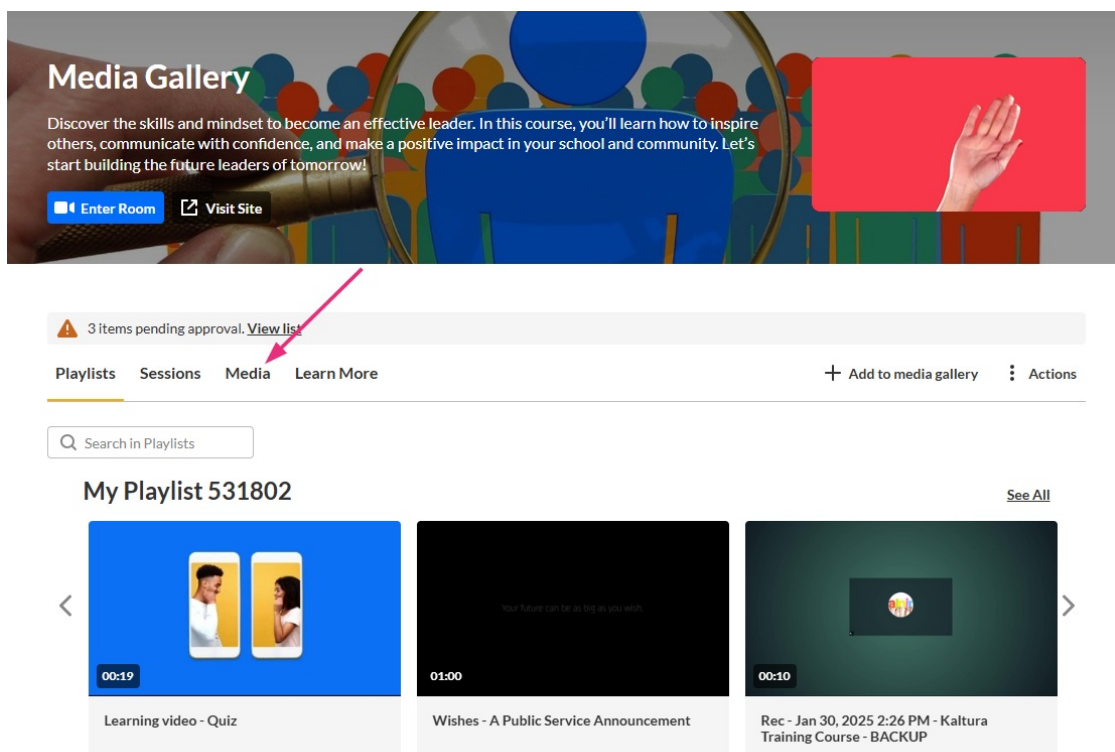 Media Gallery
Discover the skills and mindset to become an effective leader. In this course, you'll learn how to inspire
others, communicate with confidence, and make a positive impact in your school and community. Let's
start building the future leaders of tomorrow!
Enter Room Visit Site
3 items pending approval. View list
Playlists Sessions Media Learn More + Add to media gallery Actions
Search in Playlists
My Playlist 531802 See All
Your future can be as big as you wish.
00:19 01:00 00:10
Learning video - Quiz Wishes - A Public Service Announcement Rec - Jan 30, 2025 2:26 PM - Kaltura
Training Course - BACKUP